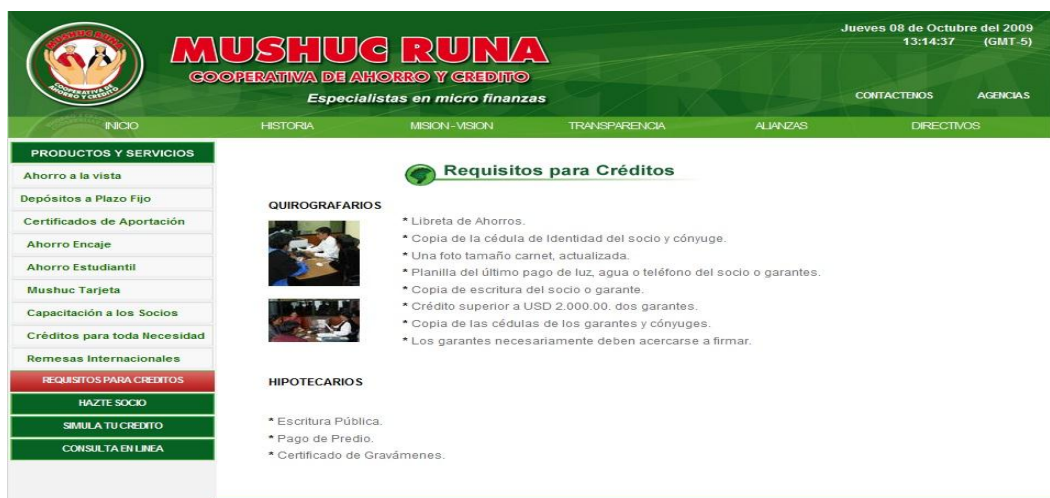 MUSHUC RUNA
COOPERATIVA DE AHORRO Y CREDITO
Especialistas en micro finanzas
MUSHUC RUNA
COOPERATIVA DE
AHORRO Y CREDITO
Jueves 08 de Octubre del 2009
13:14:37 (GMT-5)
CONTACTENOS AGENCIAS
INICIO HISTORIA MISION-VISION TRANSPARENCIA ALIANZAS DIRECTIVOS
PRODUCTOS Y SERVICIOS
Ahorro a la vista
Depósitos a Plazo Fijo
Certificados de Aportación
Ahorro Encaje
Ahorro Estudiantil
Mushuc Tarjeta
Capacitación a los Socios
Créditos para toda Necesidad
Remesas Internacionales
REQUISITOS PARA CREDITOS
HAZTE SOCIO
SIMULA TU CREDITO
CONSULTA EN LINEA
Requisitos para Créditos
QUIROGRAFARIOS
* Libreta de Ahorros.
* Copia de la cédula de Identidad del socio y cónyuge.
* Una foto tamaño carnet, actualizada.
* Planilla del último pago de luz, agua o teléfono del socio o garantes.
* Copia de escritura del socio o garante.
* Crédito superior a USD 2.000.00. dos garantes.
* Copia de las cédulas de los garantes y cónyuges.
* Los garantes necesariamente deben acercarse a firmar.
HIPOTECARIOS
* Escritura Pública.
* Pago de Predio.
* Certificado de Gravámenes.